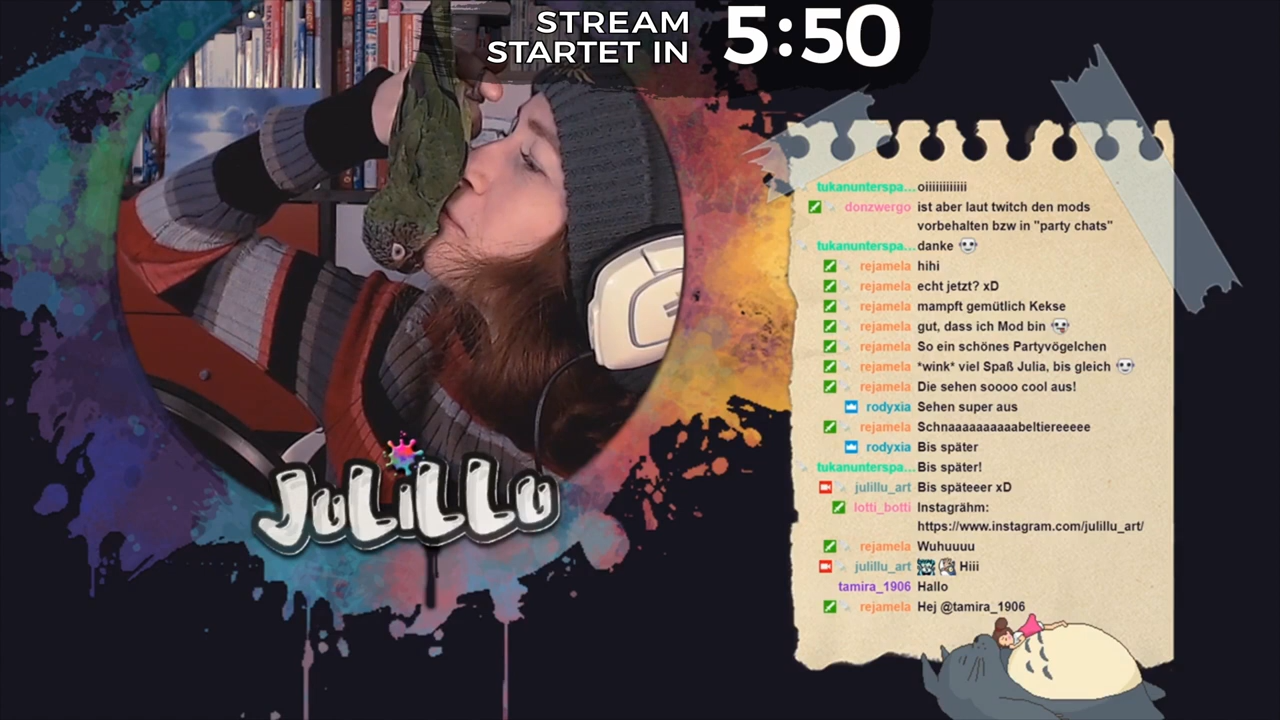 STREAM
STARTET IN
5:50
tukanunterspa... oiiiiiiiiiiii
donzwergo ist aber laut twitch den mods
vorbehalten bzw in "party chats"
tukanunterspa... danke
rejamela hihi
rejamela echt jetzt? xD
rejamela mampft gemütlich Kekse
rejamela gut, dass ich Mod bin
rejamela So ein schönes Partyvögelchen
rejamela *wink* viel Spaß Julia, bis gleich
rejamela Die sehen soooo cool aus!
rodyxia Sehen super aus
rejamela Schnaaaaaaaaaabeltiereeeee
rodyxia Bis später
tukanunterspa... Bis später!
julillu_art Bis späteeer xD
lotti_botti Instagrähm:
https://www.instagram.com/julillu_art/
rejamela Wuhuuuu
julillu_art Hiii
tamira_1906 Hallo
rejamela Hej @tamira_1906
JuLiLLu